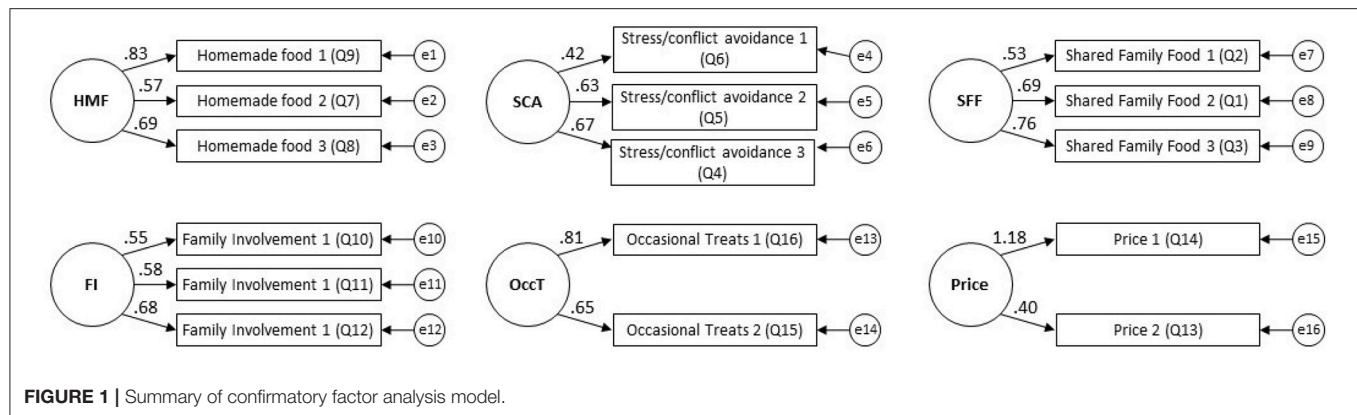 HMF
.83
Homemade food 1 (Q9)
e1
.57
Homemade food 2 (Q7)
e2
.69
Homemade food 3 (Q8)
e3
SCA
.42
Stress/conflict avoidance 1
(Q6)
e4
.63
Stress/conflict avoidance 2
(Q5)
e5
.67
Stress/conflict avoidance 3
(Q4)
e6
SFF
.53
Shared Family Food 1 (Q2)
e7
.69
Shared Family Food 2 (Q1)
e8
.76
Shared Family Food 3 (Q3)
e9
FI
.55
Family Involvement 1 (Q10)
e10
.58
Family Involvement 1 (Q11)
e11
.68
Family Involvement 1 (Q12)
e12
OccT
.81
Occasional Treats 1 (Q16)
e13
.65
Occasional Treats 2 (Q15)
e14
Price
1.18
Price 1 (Q14)
e15
.40
Price 2 (Q13)
e16
FIGURE 1 | Summary of confirmatory factor analysis model.